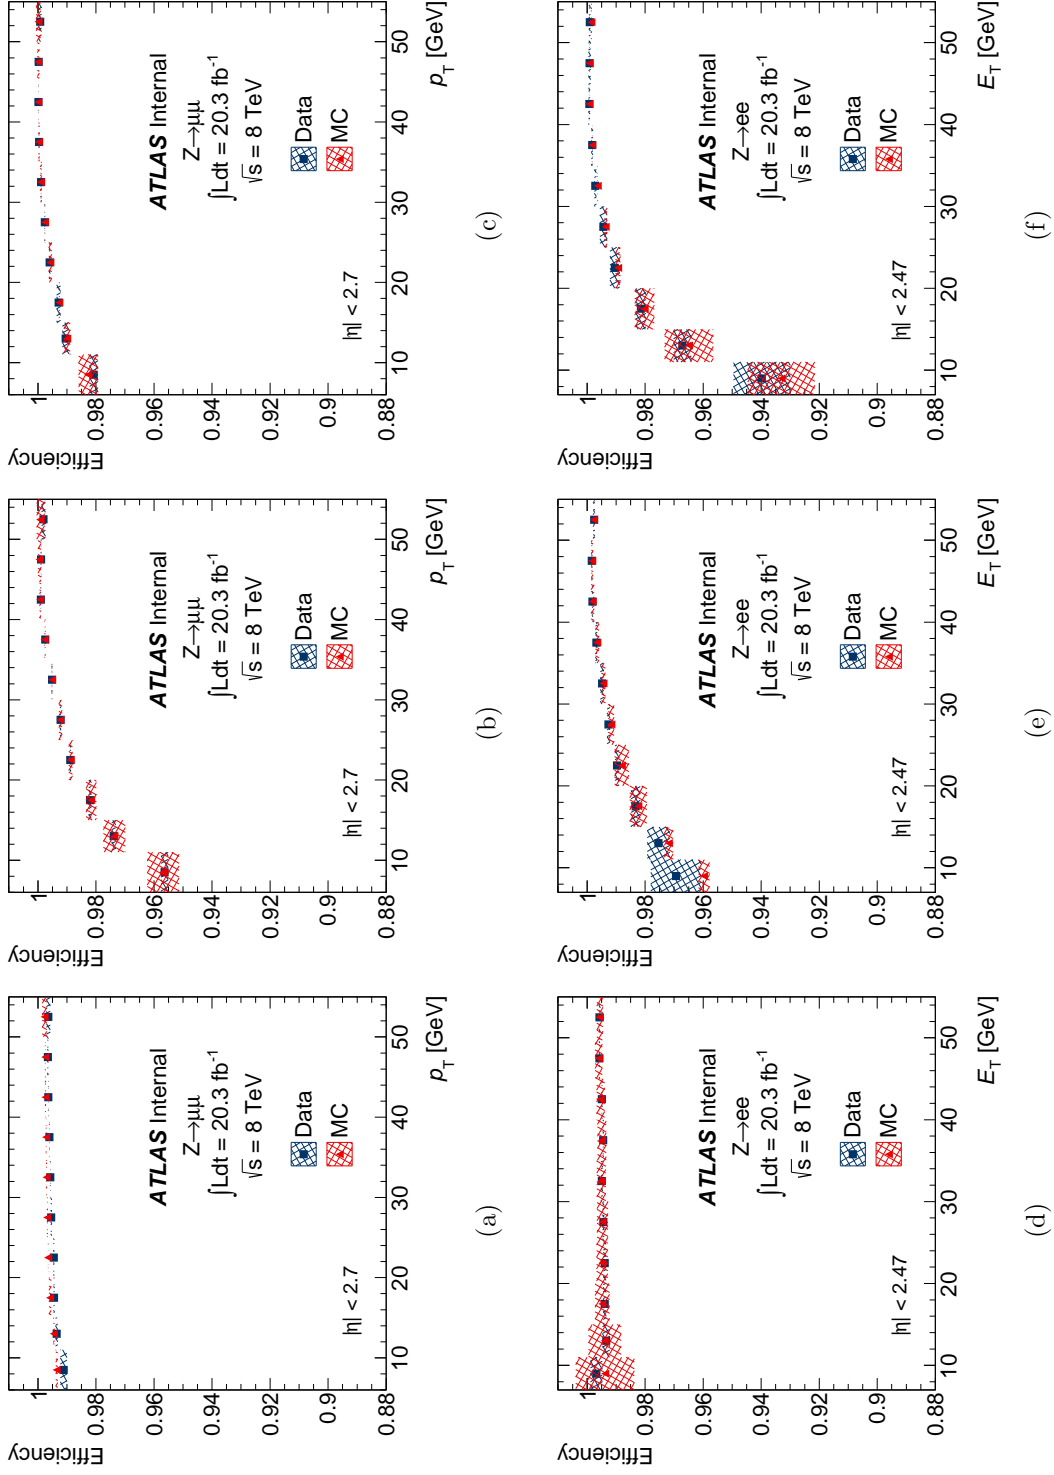 Efficiency
1
0.98
0.96
0.94
0.92
0.9
0.88
ATLAS Internal
Z→μμ
∫Ldt = 20.3 fb⁻¹
√s = 8 TeV
Data
MC
|η| < 2.7
10 20 30 40 50
p_T [GeV]
(a)
Efficiency
1
0.98
0.96
0.94
0.92
0.9
0.88
ATLAS Internal
Z→μμ
∫Ldt = 20.3 fb⁻¹
√s = 8 TeV
Data
MC
|η| < 2.7
10 20 30 40 50
p_T [GeV]
(b)
Efficiency
1
0.98
0.96
0.94
0.92
0.9
0.88
ATLAS Internal
Z→μμ
∫Ldt = 20.3 fb⁻¹
√s = 8 TeV
Data
MC
|η| < 2.7
10 20 30 40 50
p_T [GeV]
(c)
Efficiency
1
0.98
0.96
0.94
0.92
0.9
0.88
ATLAS Internal
Z→ee
∫Ldt = 20.3 fb⁻¹
√s = 8 TeV
Data
MC
|η| < 2.47
10 20 30 40 50
E_T [GeV]
(d)
Efficiency
1
0.98
0.96
0.94
0.92
0.9
0.88
ATLAS Internal
Z→ee
∫Ldt = 20.3 fb⁻¹
√s = 8 TeV
Data
MC
|η| < 2.47
10 20 30 40 50
E_T [GeV]
(e)
Efficiency
1
0.98
0.96
0.94
0.92
0.9
0.88
ATLAS Internal
Z→ee
∫Ldt = 20.3 fb⁻¹
√s = 8 TeV
Data
MC
|η| < 2.47
10 20 30 40 50
E_T [GeV]
(f)